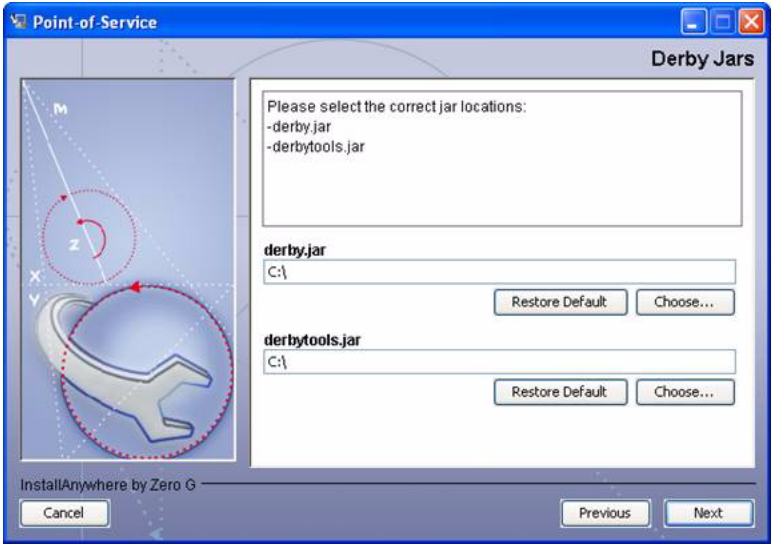 Point-of-Service
Derby Jars
M
Z
X
Y
Please select the correct jar locations:
-derby.jar
-derbytools.jar
derby.jar
C:\
Restore Default
Choose...
derbytools.jar
C:\
Restore Default
Choose...
InstallAnywhere by Zero G
Cancel
Previous
Next